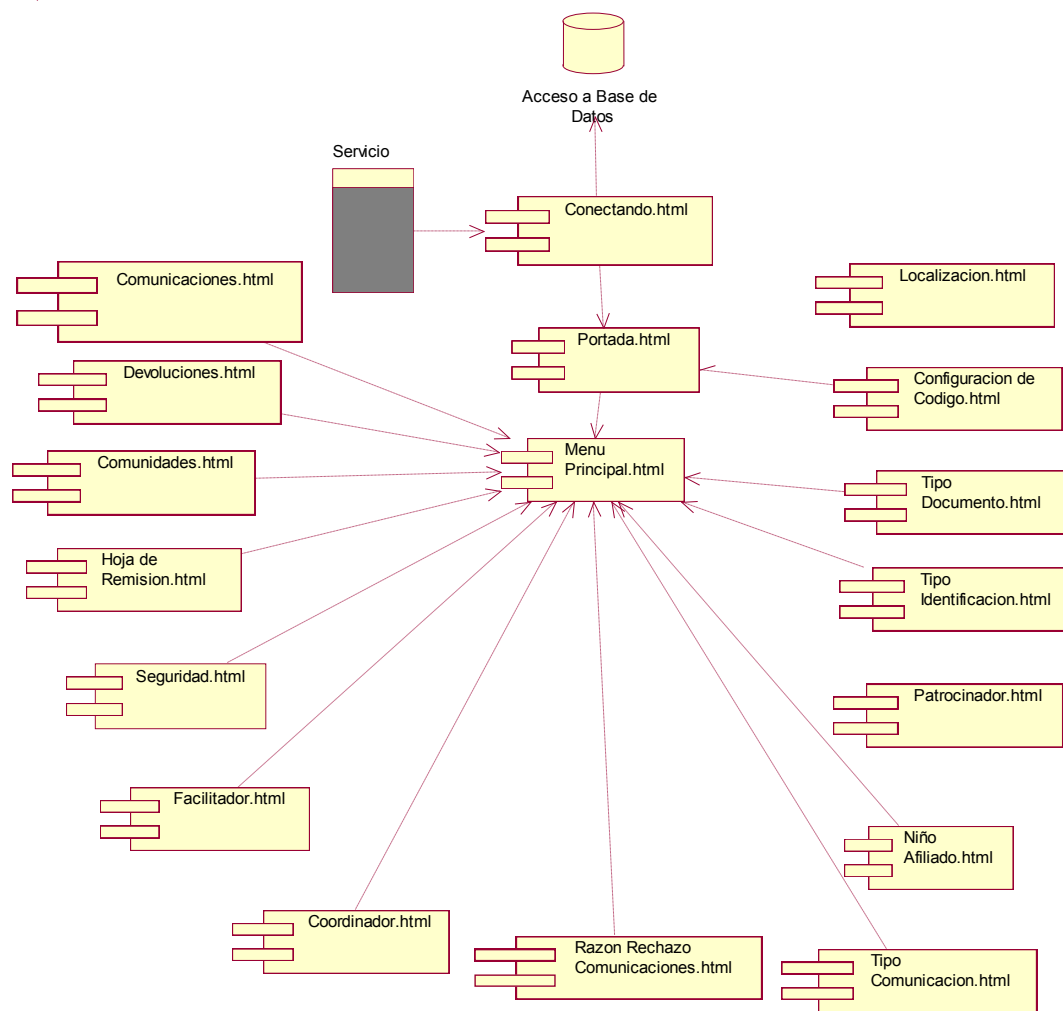 Acceso a Base de
Datos
Servicio
Conectando.html
Comunicaciones.html
Localizacion.html
Portada.html
Devoluciones.html
Configuracion de
Codigo.html
Menu
Principal.html
Comunidades.html
Tipo
Documento.html
Hoja de
Remision.html
Tipo
Identificacion.html
Seguridad.html
Patrocinador.html
Facilitador.html
Niño
Afiliado.html
Coordinador.html
Razon Rechazo
Comunicaciones.html
Tipo
Comunicacion.html